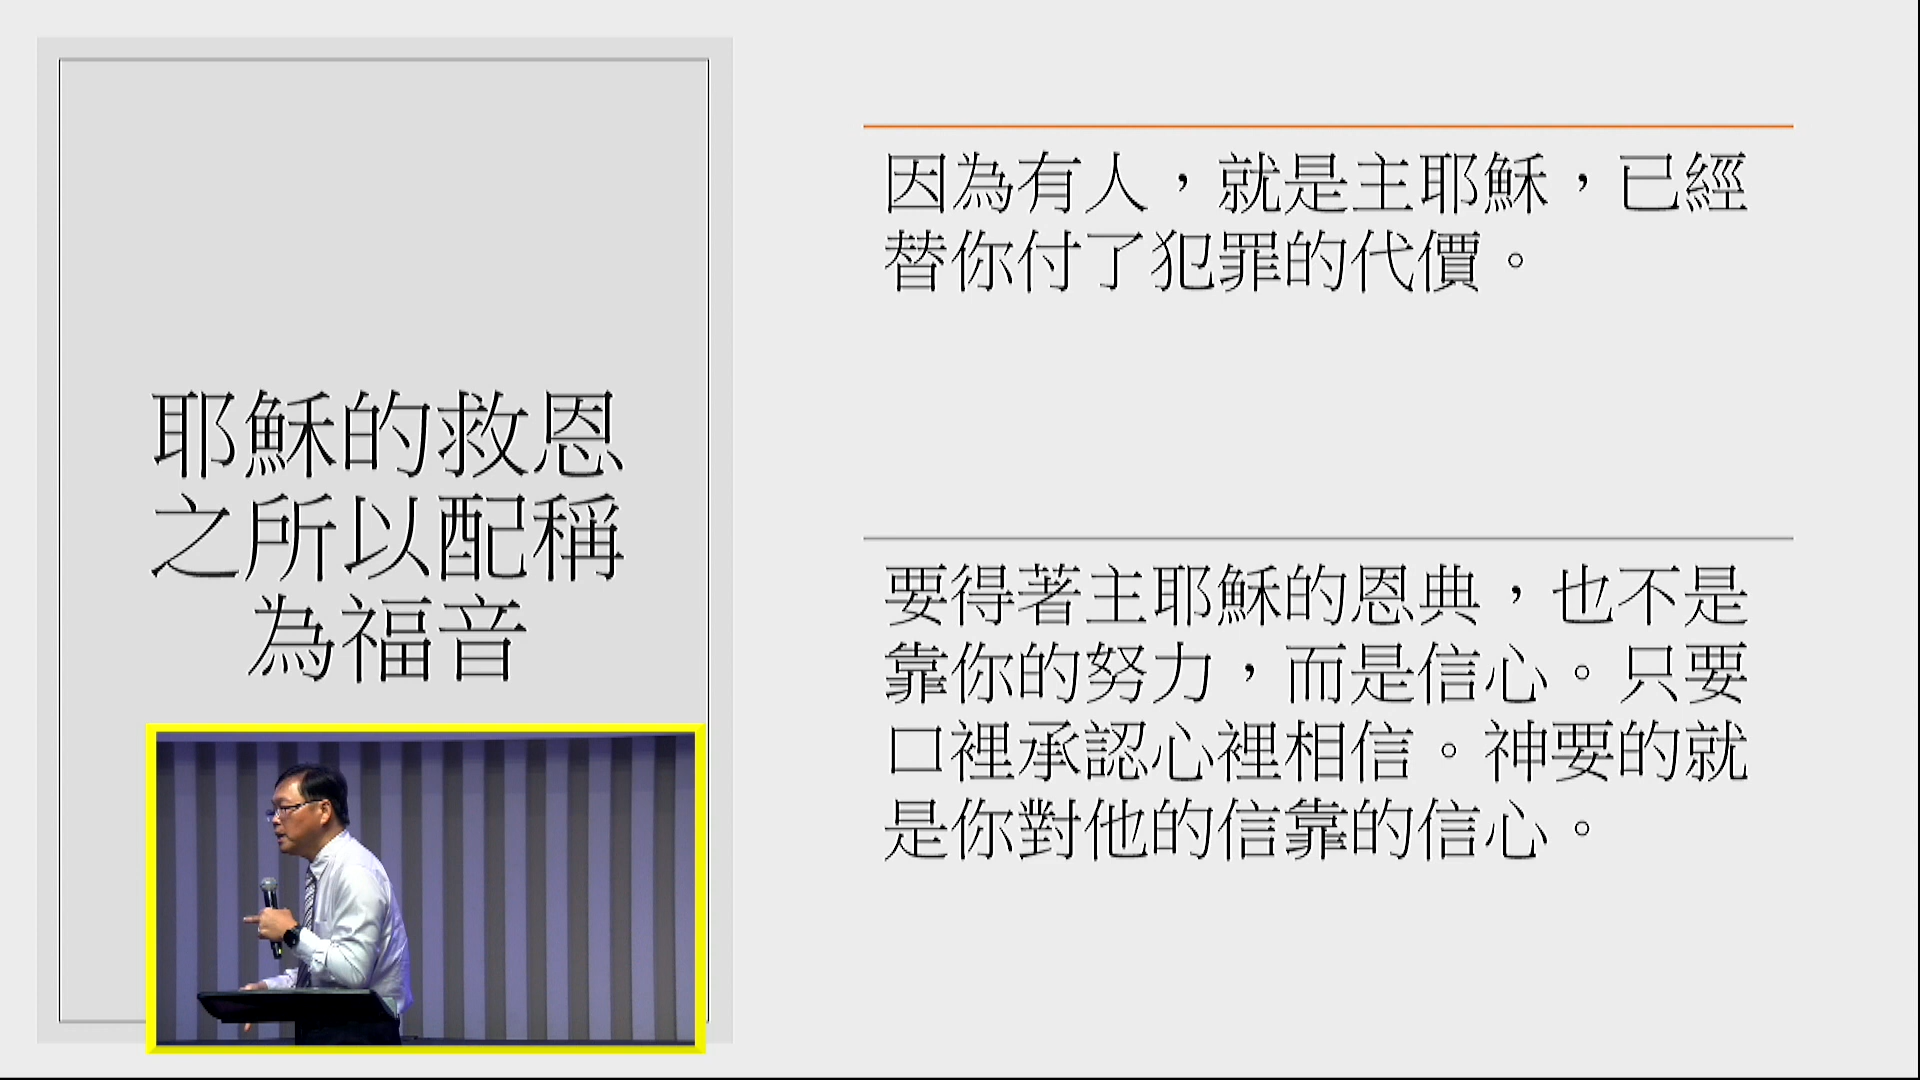 耶穌的救恩
之所以配稱
為福音
因為有人，就是主耶穌，已經
替你付了犯罪的代價。
要得著主耶穌的恩典，也不是
靠你的努力，而是信心。只要
口裡承認心裡相信。神要的就
是你對他的信靠的信心。